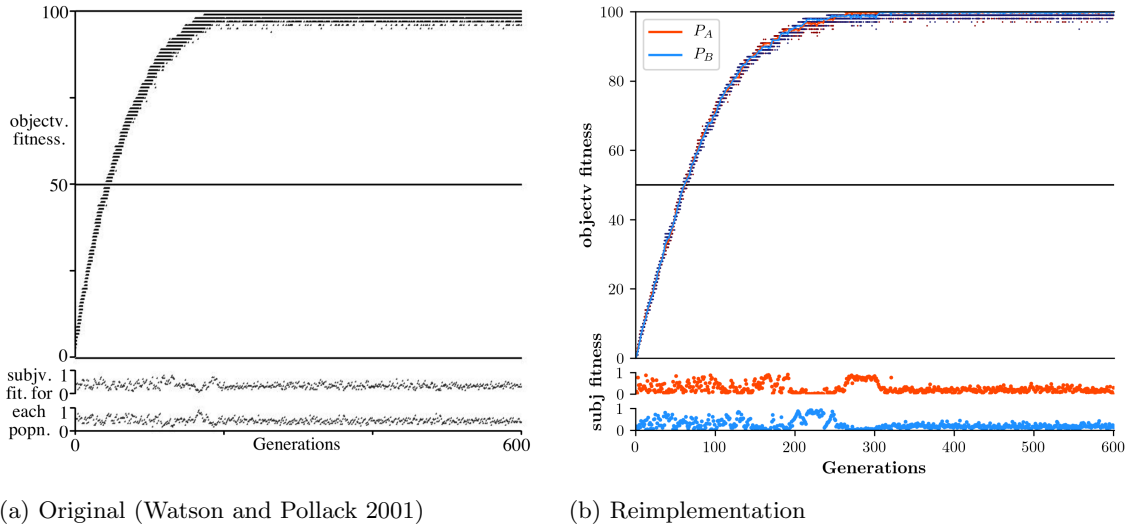 100
objectv.
fitness.
50
0
subjv.
1
fit. for
0
each
1
popn.
0
0
Generations
600
100
P_A
P_B
80
60
40
20
0
objectv fitness
1
0
1
0
subj fitness
0
100
200
300
400
500
600
Generations
(a) Original (Watson and Pollack 2001)
(b) Reimplementation